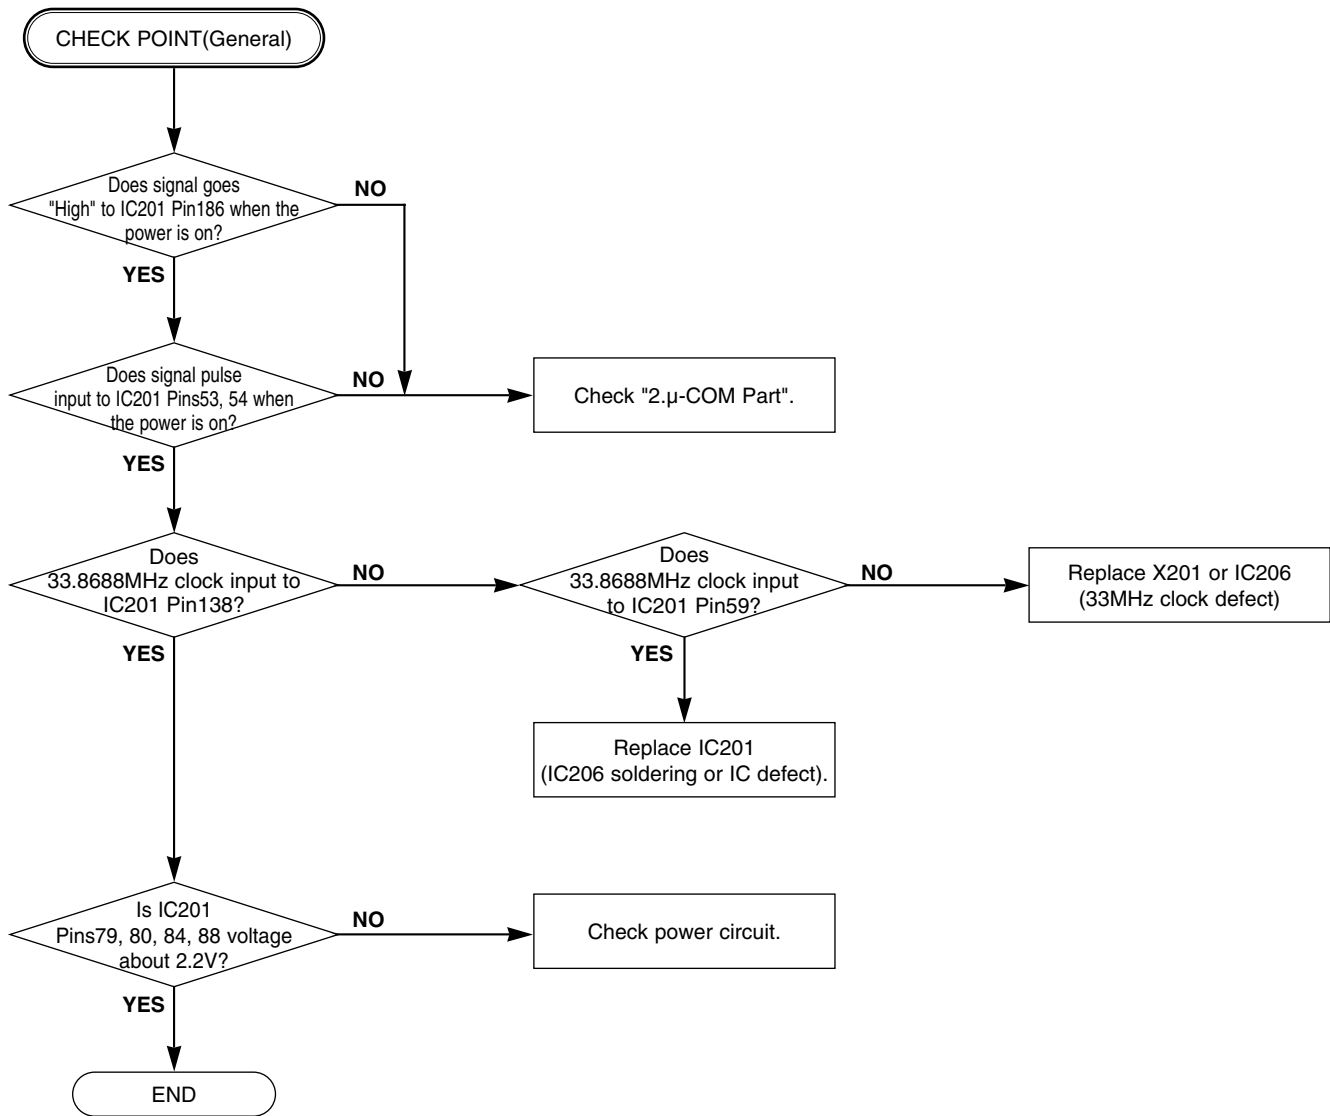 CHECK POINT(General)
Does signal goes
"High" to IC201 Pin186 when the
power is on?
NO
YES
Does signal pulse
input to IC201 Pins53, 54 when
the power is on?
NO
Check "2.μ-COM Part".
YES
Does
33.8688MHz clock input to
IC201 Pin138?
NO
Does
33.8688MHz clock input
to IC201 Pin59?
NO
Replace X201 or IC206
(33MHz clock defect)
YES
YES
Replace IC201
(IC206 soldering or IC defect).
Is IC201
Pins79, 80, 84, 88 voltage
about 2.2V?
NO
Check power circuit.
YES
END